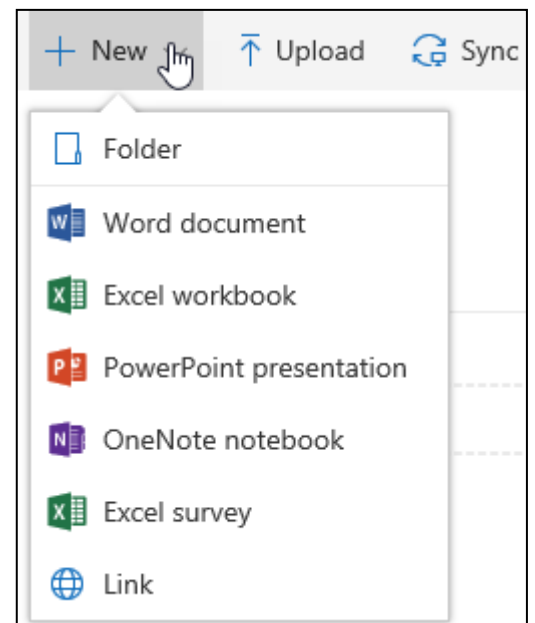 New Upload Sync
Folder
W Word document
X Excel workbook
P PowerPoint presentation
N OneNote notebook
X Excel survey
Link